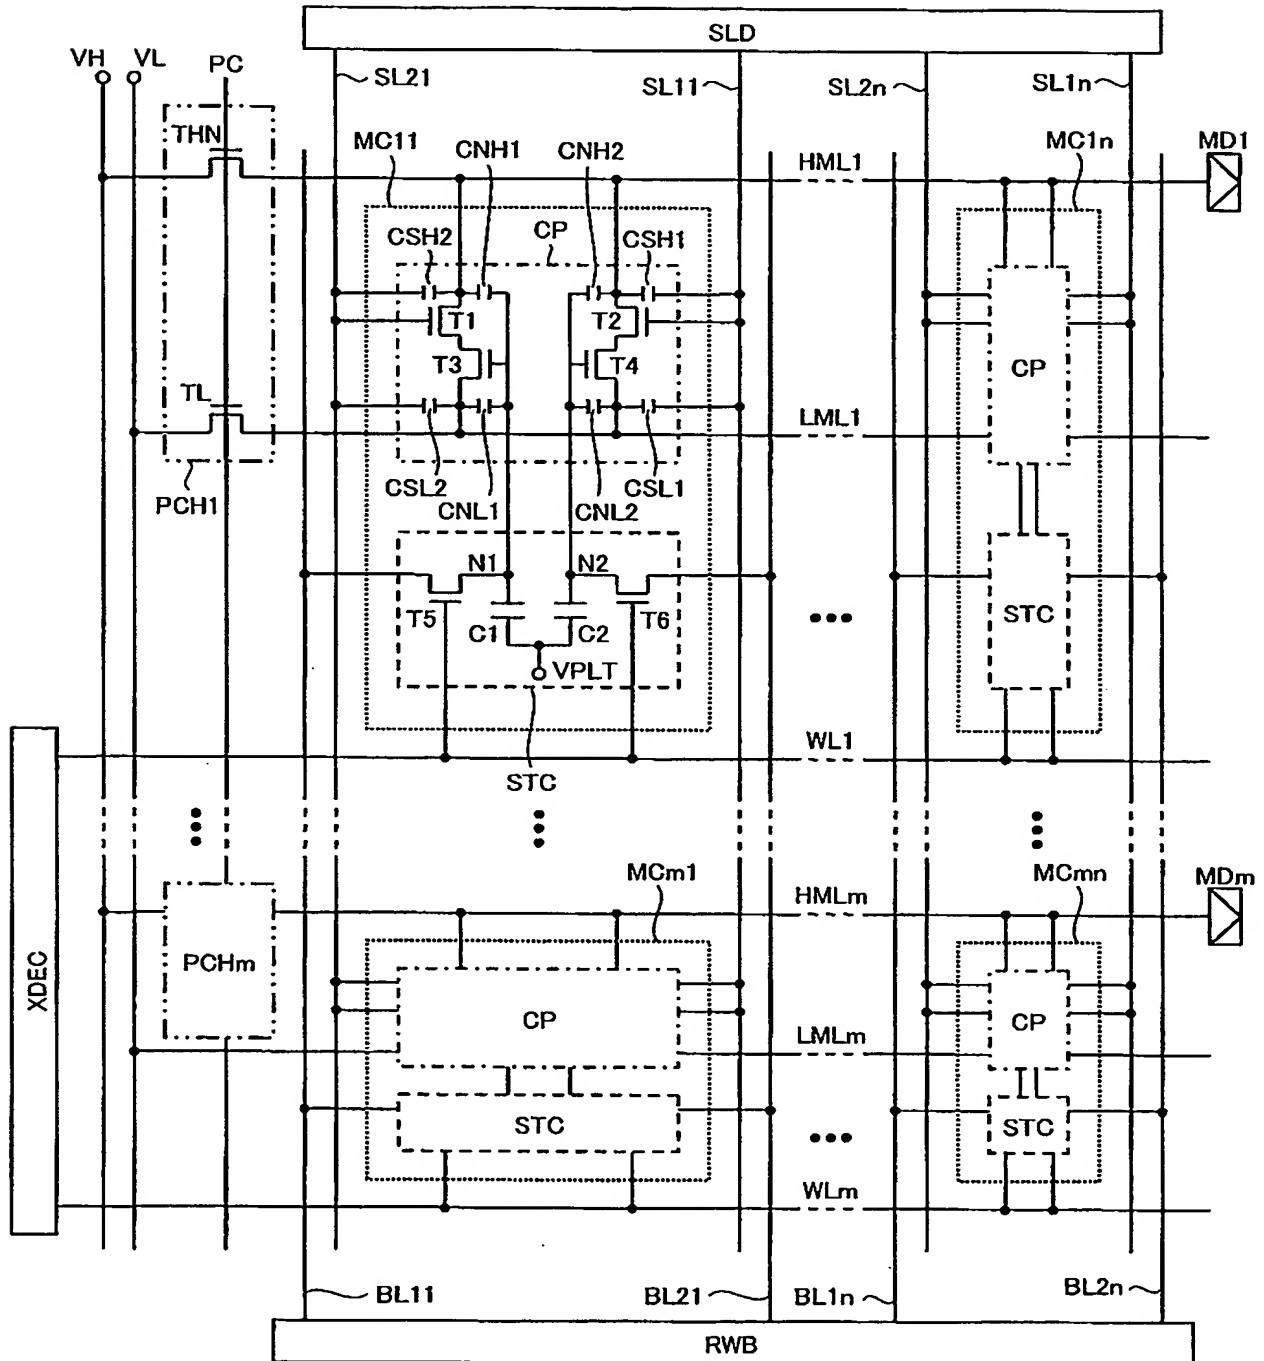 SLD
VH VL PC
SL21 SL11 SL2n SL1n
THN MC11 CNH1 CNH2 HML1 MC1n MD1
CSH2 CP CSH1
T1 T2
T3 T4 CP
TL LML1
PCH1 CSL2 CNL1 CNL2 CSL1
N1 N2
T5 C1 C2 T6 STC
VPLT
WL1
STC
MCm1 HMLm MCmn MDm
XDEC PCHm CP CP
LMLm
STC STC
WLm
BL11 BL21 BL1n BL2n
RWB